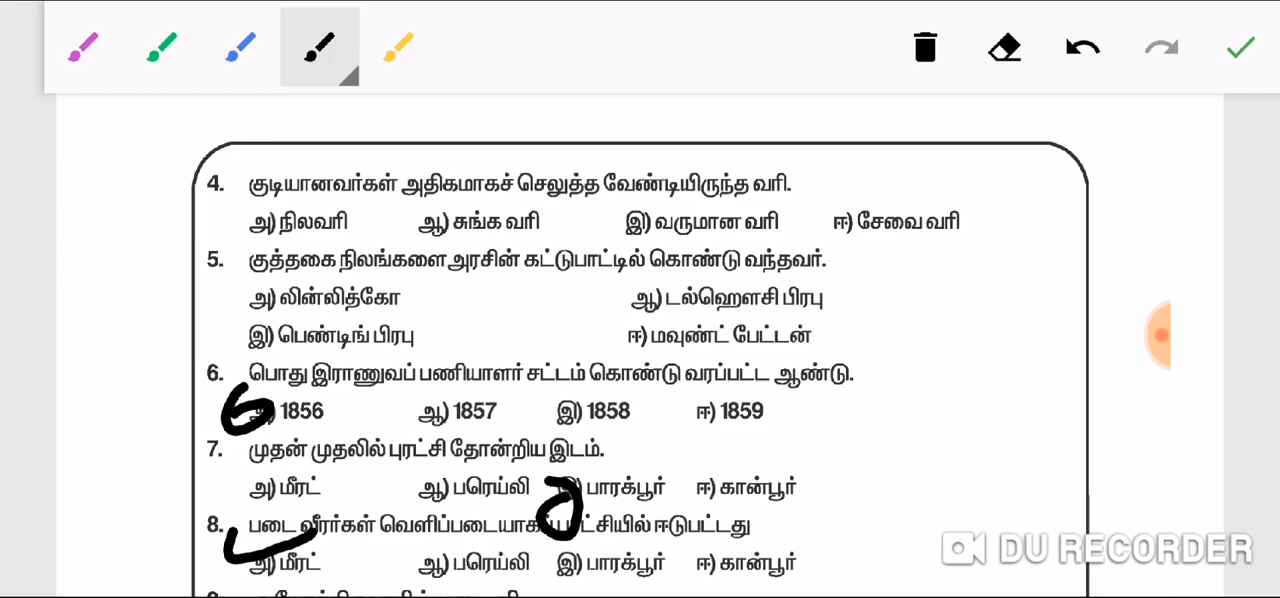 4. குடியானவர்கள் அதிகமாகச் செலுத்த வேண்டியிருந்த வரி.
அ) நிலவரி ஆ) சுங்க வரி இ) வருமான வரி ஈ) சேவை வரி
5. குத்தகை நிலங்களை அரசின் கட்டுபாட்டில் கொண்டு வந்தவர்.
அ) லின்லித்கோ ஆ) டல்ஹௌசி பிரபு
இ) பெண்டிங் பிரபு ஈ) மவுண்ட் பேட்டன்
6. பொது இராணுவப் பணியாளர் சட்டம் கொண்டு வரப்பட்ட ஆண்டு.
1856 ஆ) 1857 இ) 1858 ஈ) 1859
7. முதன் முதலில் புரட்சி தோன்றிய இடம்.
அ) மீரட் ஆ) பரெய்லி பாரக்பூர் ஈ) கான்பூர்
8. படை வீரர்கள் வெளிப்படையாகப் புரட்சியில் ஈடுபட்டது
அ) மீரட் ஆ) பரெய்லி இ) பாரக்பூர் ஈ) கான்பூர்
DU RECORDER